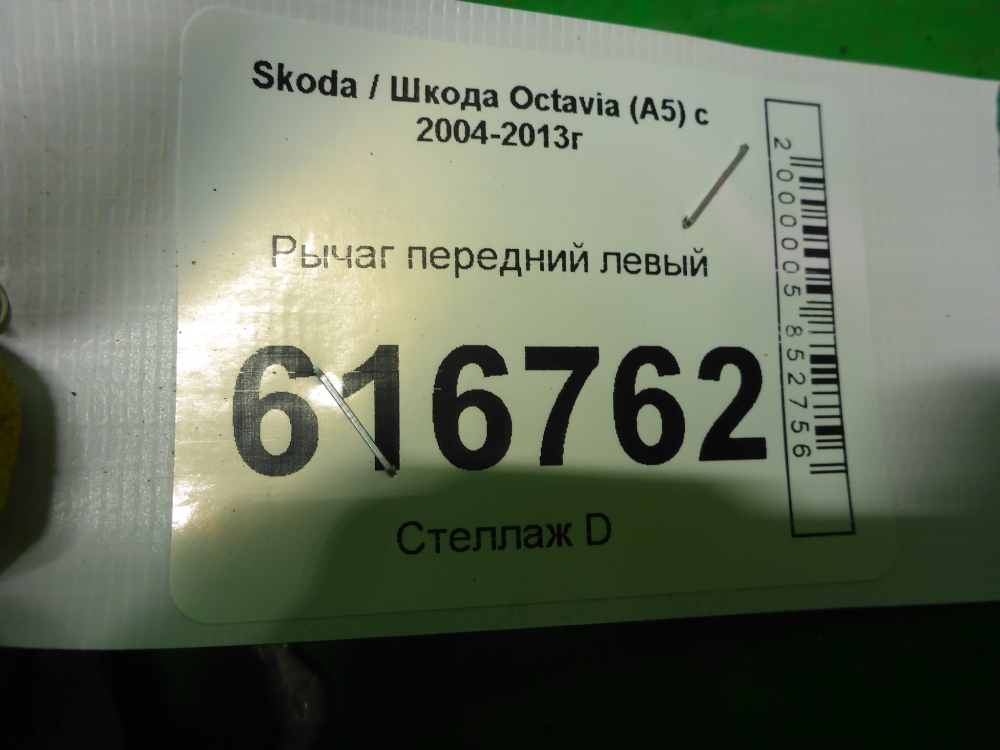 Skoda / Шкода Octavia (A5) с
2004-2013г
Рычаг передний левый
616762
Стеллаж D
2000005852756